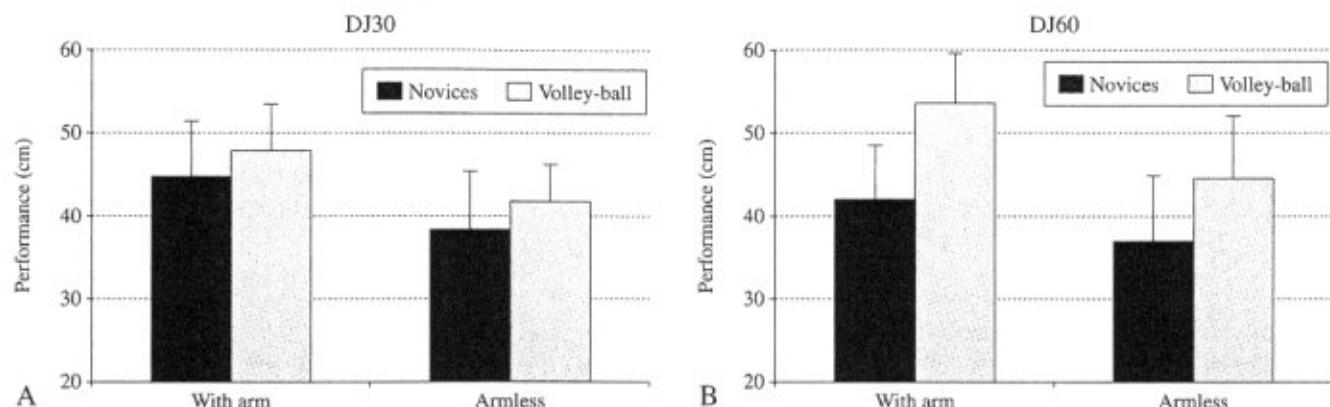 DJ30
60
50
40
30
20
Performance (cm)
Novices Volley-ball
With arm Armless
A
DJ60
60
50
40
30
20
Performance (cm)
Novices Volley-ball
With arm Armless
B